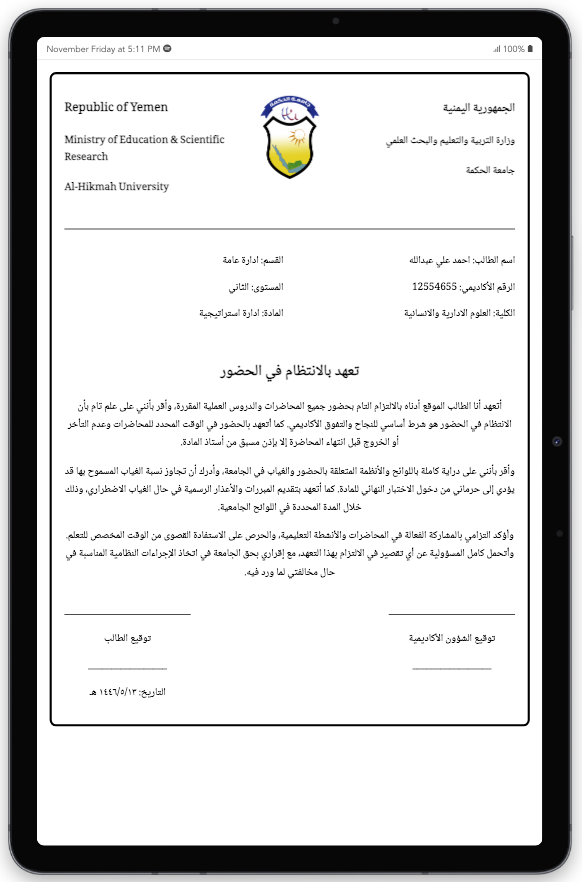 November Friday at 5:11 PM
100%
Republic of Yemen
الجمهورية اليمنية
Ministry of Education & Scientific
Research
وزارة التربية والتعليم والبحث العلمي
Al-Hikmah University
جامعة الحكمة
اسم الطالب: احمد علي عبدالله
القسم: ادارة عامة
الرقم الأكاديمي: 12554655
المستوى: الثاني
الكلية: العلوم الادارية والانسانية
المادة: ادارة استراتيجية
تعهد بالانتظام في الحضور
أتعهد أنا الطالب الموقع أدناه بالالتزام التام بحضور جميع المحاضرات والدروس العملية المقررة، وأقر بأنني على علم تام بأن
الانتظام في الحضور هو شرط أساسي للنجاح والتفوق الأكاديمي. كما أتعهد بالحضور في الوقت المحدد للمحاضرات وعدم التأخر
أو الخروج قبل انتهاء المحاضرة إلا بإذن مسبق من أستاذ المادة.
وأقر بأنني على دراية كاملة باللوائح والأنظمة المتعلقة بالحضور والغياب في الجامعة، وأدرك أن تجاوز نسبة الغياب المسموح بها قد
يؤدي إلى حرماني من دخول الاختبار النهائي للمادة. كما أتعهد بتقديم المبررات والأعذار الرسمية في حال الغياب الاضطراري، وذلك
خلال المدة المحددة في اللوائح الجامعية.
وأؤكد التزامي بالمشاركة الفعالة في المحاضرات والأنشطة التعليمية، والحرص على الاستفادة القصوى من الوقت المخصص للتعلم.
وأتحمل كامل المسؤولية عن أي تقصير في الالتزام بهذا التعهد، مع إقراري بحق الجامعة في اتخاذ الإجراءات النظامية المناسبة في
حال مخالفتي لما ورد فيه.
توقيع الشؤون الأكاديمية
توقيع الطالب
التاريخ: ١٤٤٦/٥/١٣ هـ